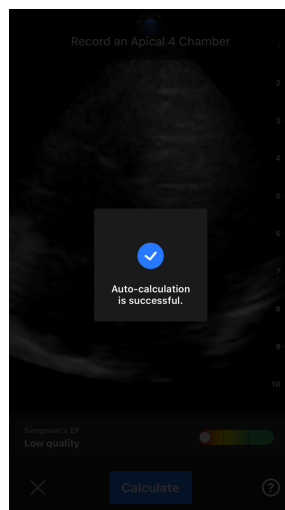 Record an Apical 4 Chamber
2
3
4
5
6
7
8
9
10
Auto-calculation
is successful.
Simpson's EF
Low quality
Calculate
?